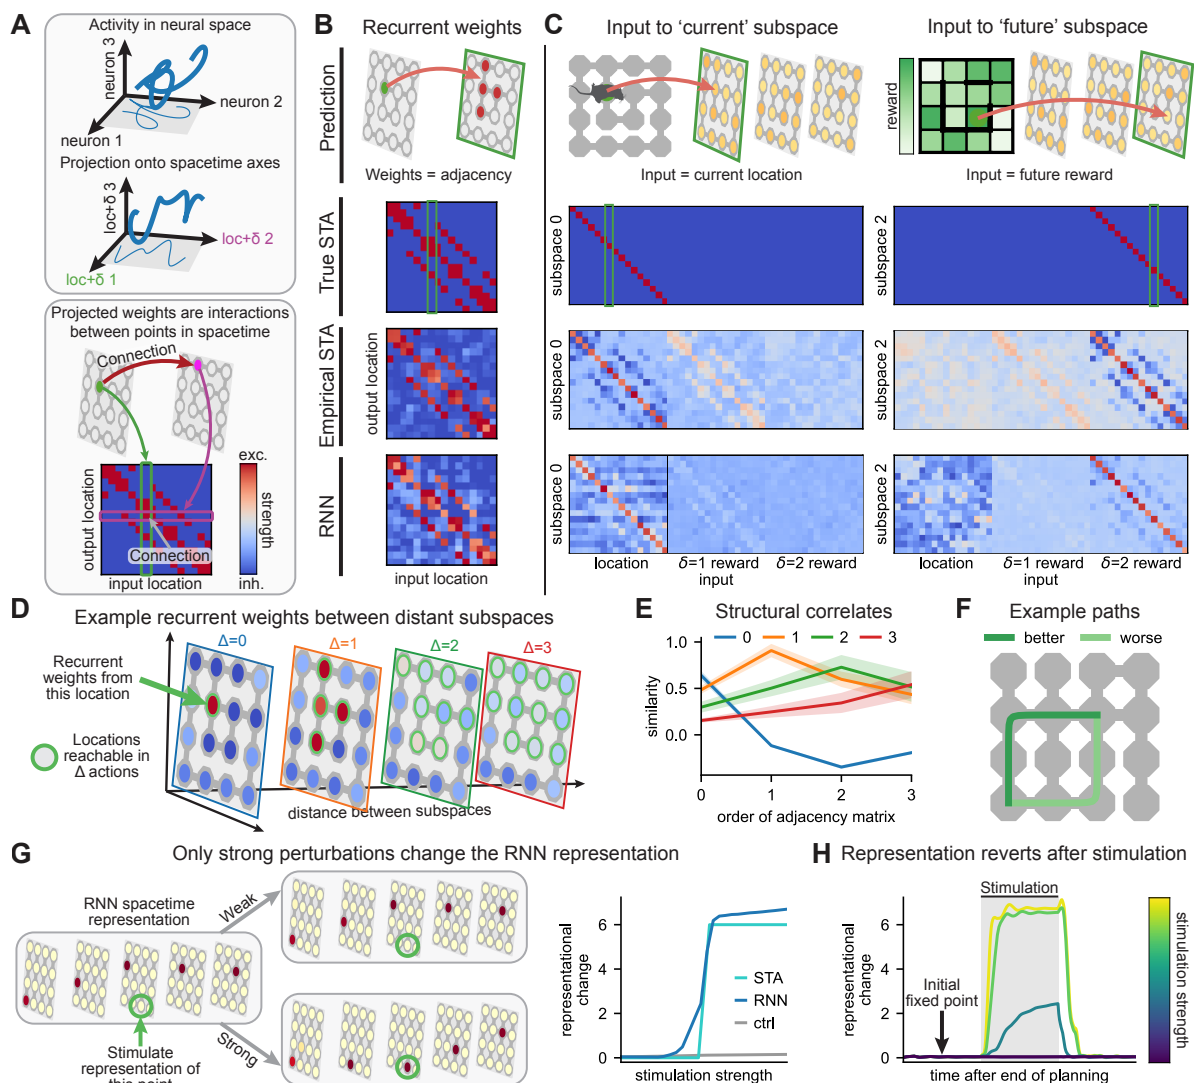 A
Activity in neural space
neuron 3
neuron 2
neuron 1
Projection onto spacetime axes
loc+δ 3
loc+δ 2
loc+δ 1
Projected weights are interactions
between points in spacetime
Connection
output location
Connection
input location
exc.
strength
inh.
B
Recurrent weights
Prediction
Weights = adjacency
True STA
Empirical STA
output location
RNN
input location
C
Input to ‘current’ subspace
Input to ‘future’ subspace
reward
Input = current location
Input = future reward
subspace 0
subspace 2
subspace 0
subspace 2
subspace 0
subspace 2
location
δ=1 reward
δ=2 reward
input
location
δ=1 reward
δ=2 reward
input
D
Example recurrent weights between distant subspaces
Δ=0
Δ=1
Δ=2
Δ=3
Recurrent
weights from
this location
Locations
reachable in
Δ actions
distance between subspaces
E
Structural correlates
0
1
2
3
1.0
0.5
0.0
similarity
0
1
2
3
order of adjacency matrix
F
Example paths
better
worse
G
Only strong perturbations change the RNN representation
RNN spacetime
representation
Weak
Strong
Stimulate
representation of
this point
6
4
2
0
representational
change
STA
RNN
ctrl
stimulation strength
H
Representation reverts after stimulation
Stimulation
6
4
2
0
representational
change
Initial
fixed point
time after end of planning
stimulation strength